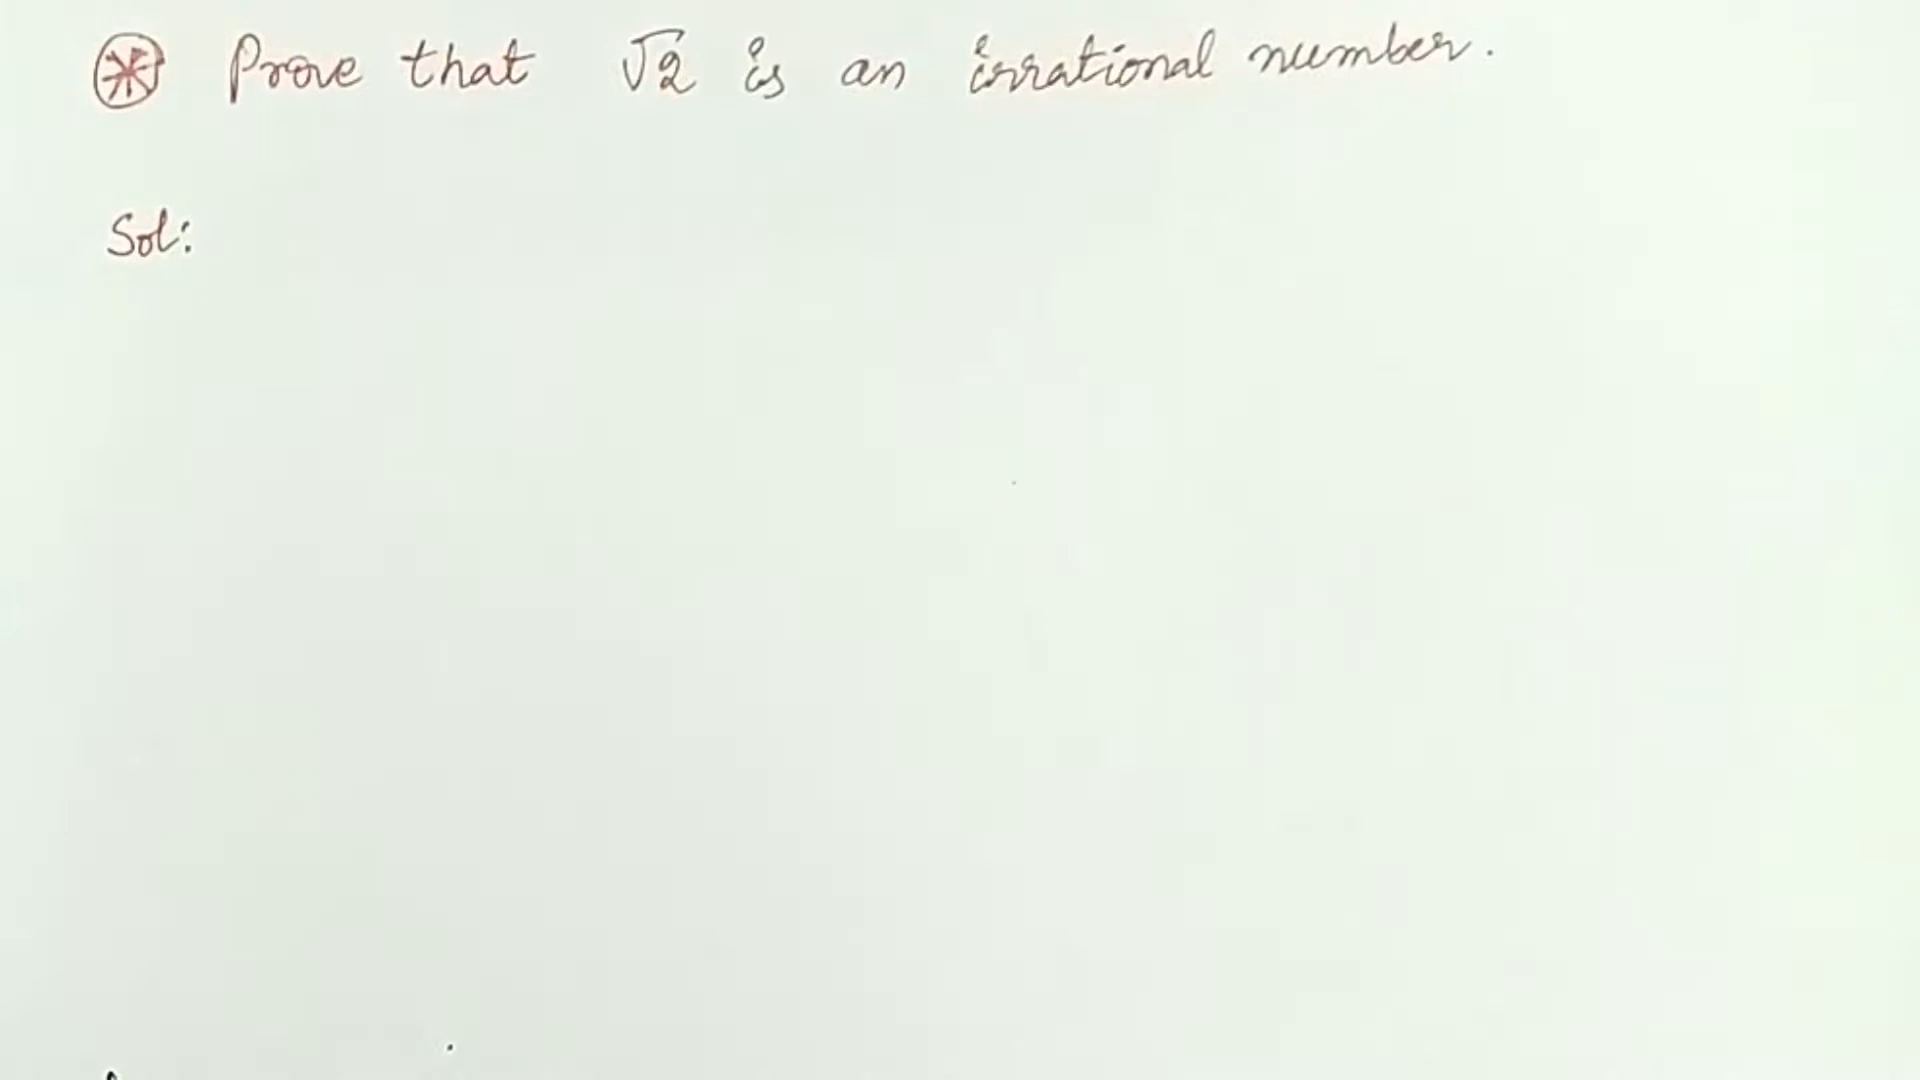 Prove that √2 is an irrational number.
Sol: